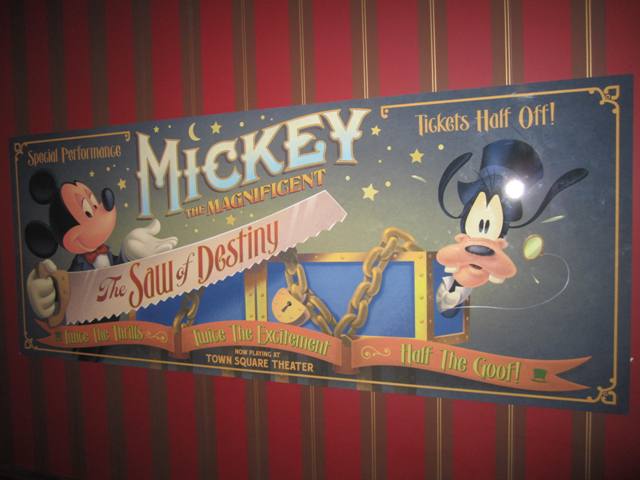 Special Performance
Tickets Half Off!
MICKEY
THE MAGNIFICENT
The Saw of Destiny
Twice The Thrills
Twice The Excitement
Half The Goof!
NOW PLAYING AT
TOWN SQUARE THEATER